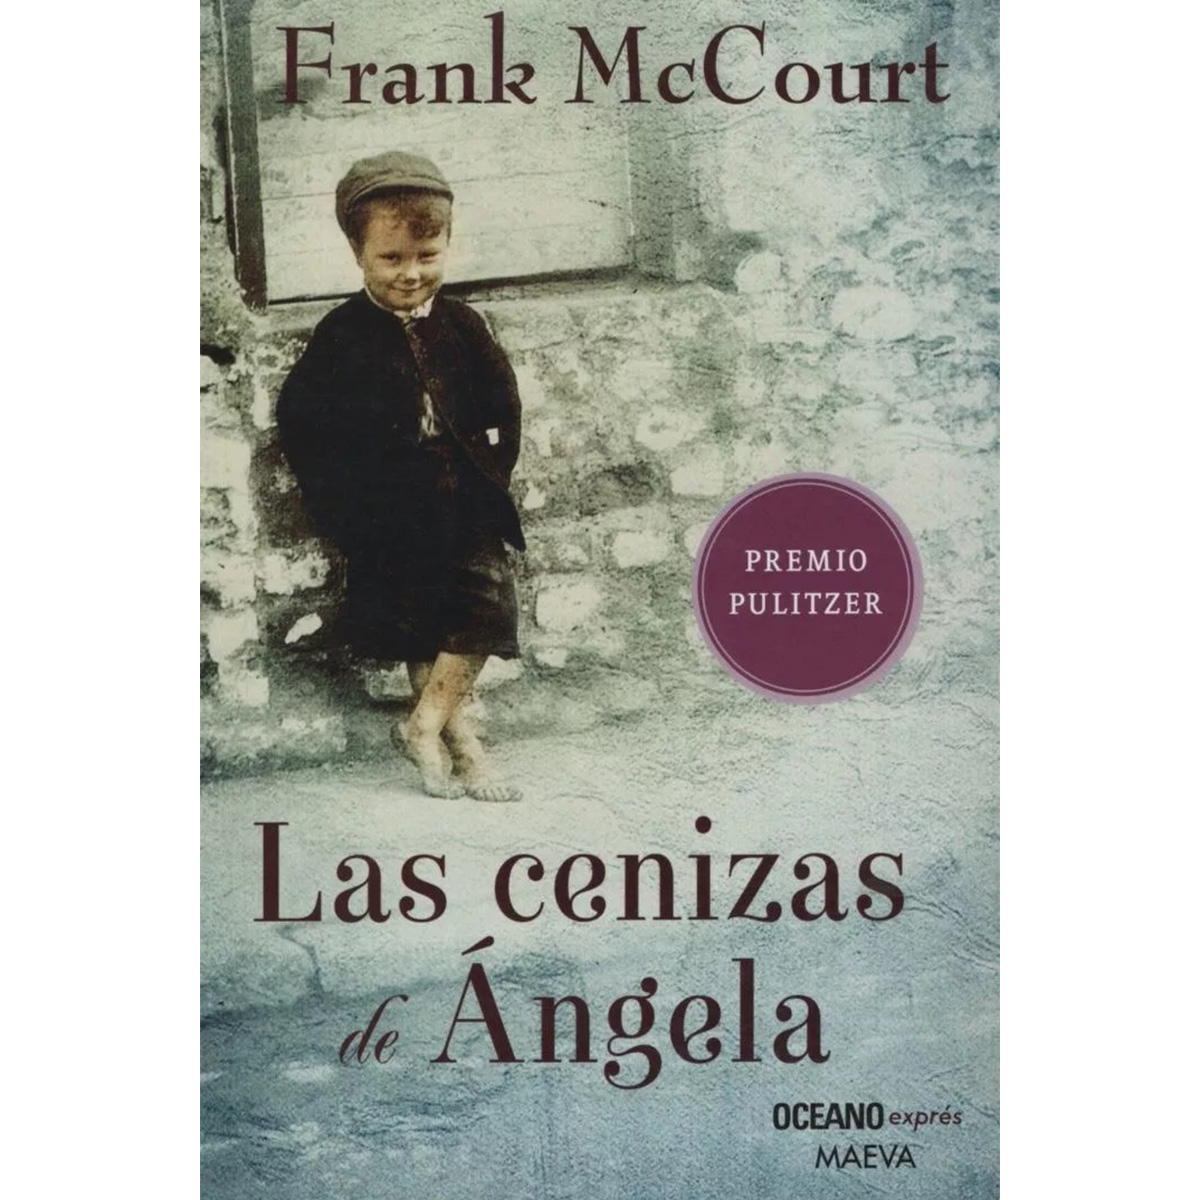 Frank McCourt
PREMIO
PULITZER
Las cenizas
de Ángela
OCEANO exprés
MAEVA